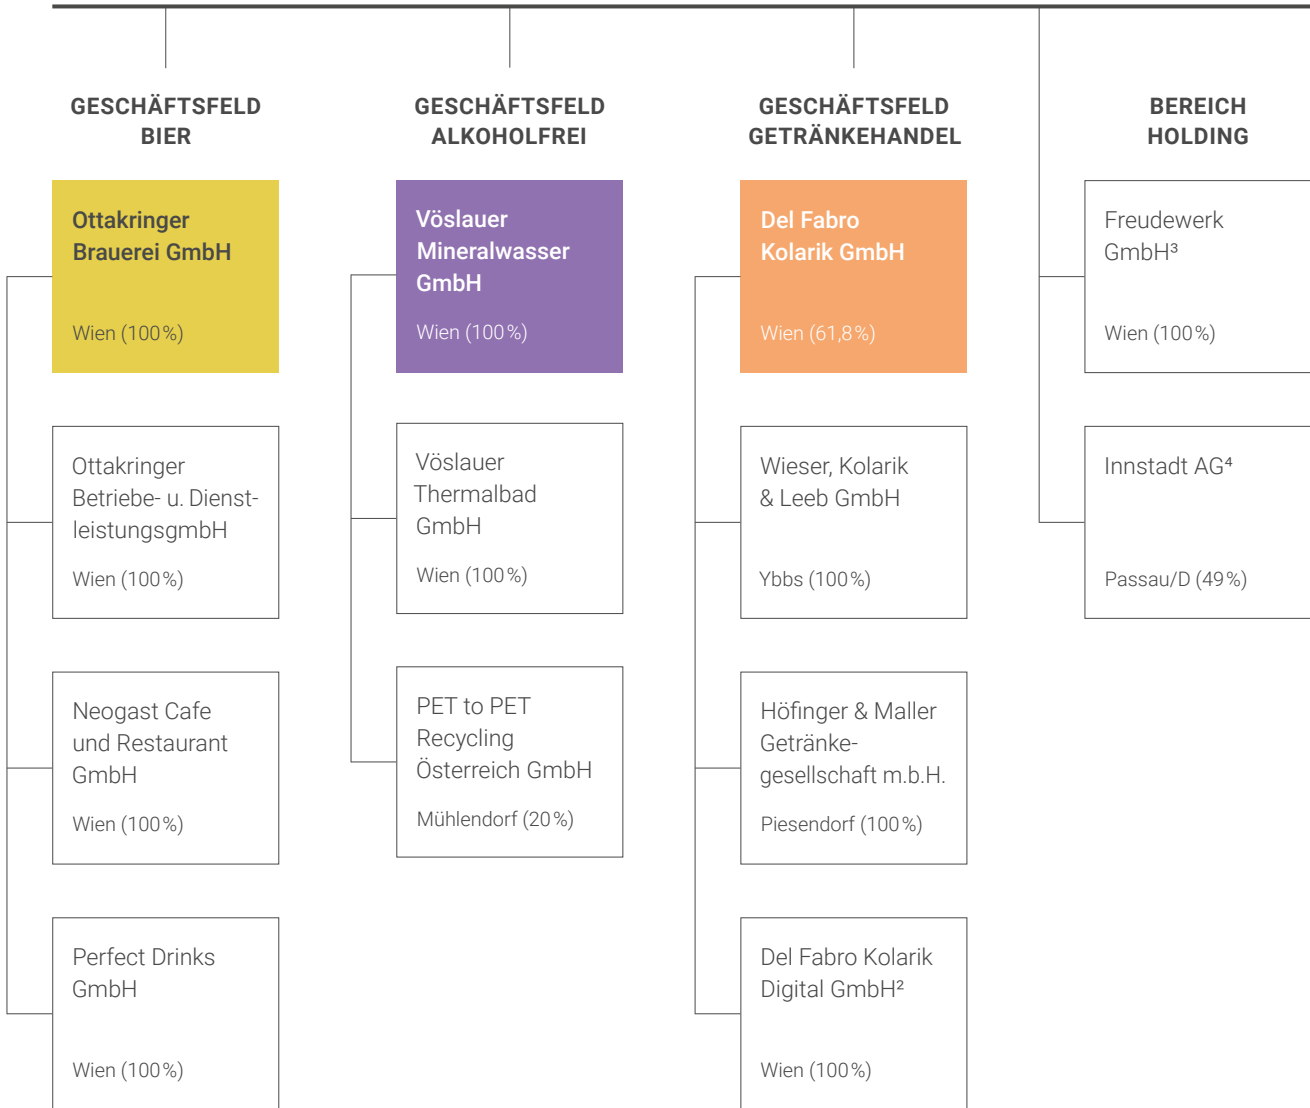 GESCHÄFTSFELD
BIER
Ottakringer
Brauerei GmbH
Wien (100%)
Ottakringer
Betriebe- u. Dienst-
leistungsgmbH
Wien (100%)
Neogast Cafe
und Restaurant
GmbH
Wien (100%)
Perfect Drinks
GmbH
Wien (100%)
GESCHÄFTSFELD
ALKOHOLFREI
Vöslauer
Mineralwasser
GmbH
Wien (100%)
Vöslauer
Thermalbad
GmbH
Wien (100%)
PET to PET
Recycling
Österreich GmbH
Mühlendorf (20%)
GESCHÄFTSFELD
GETRÄNKEHANDEL
Del Fabro
Kolarik GmbH
Wien (61,8%)
Wieser, Kolarik
& Leeb GmbH
Ybbs (100%)
Höfinger & Maller
Getränke-
gesellschaft m.b.H.
Piesendorf (100%)
Del Fabro Kolarik
Digital GmbH²
Wien (100%)
BEREICH
HOLDING
Freudewerk
GmbH³
Wien (100%)
Innstadt AG⁴
Passau/D (49%)